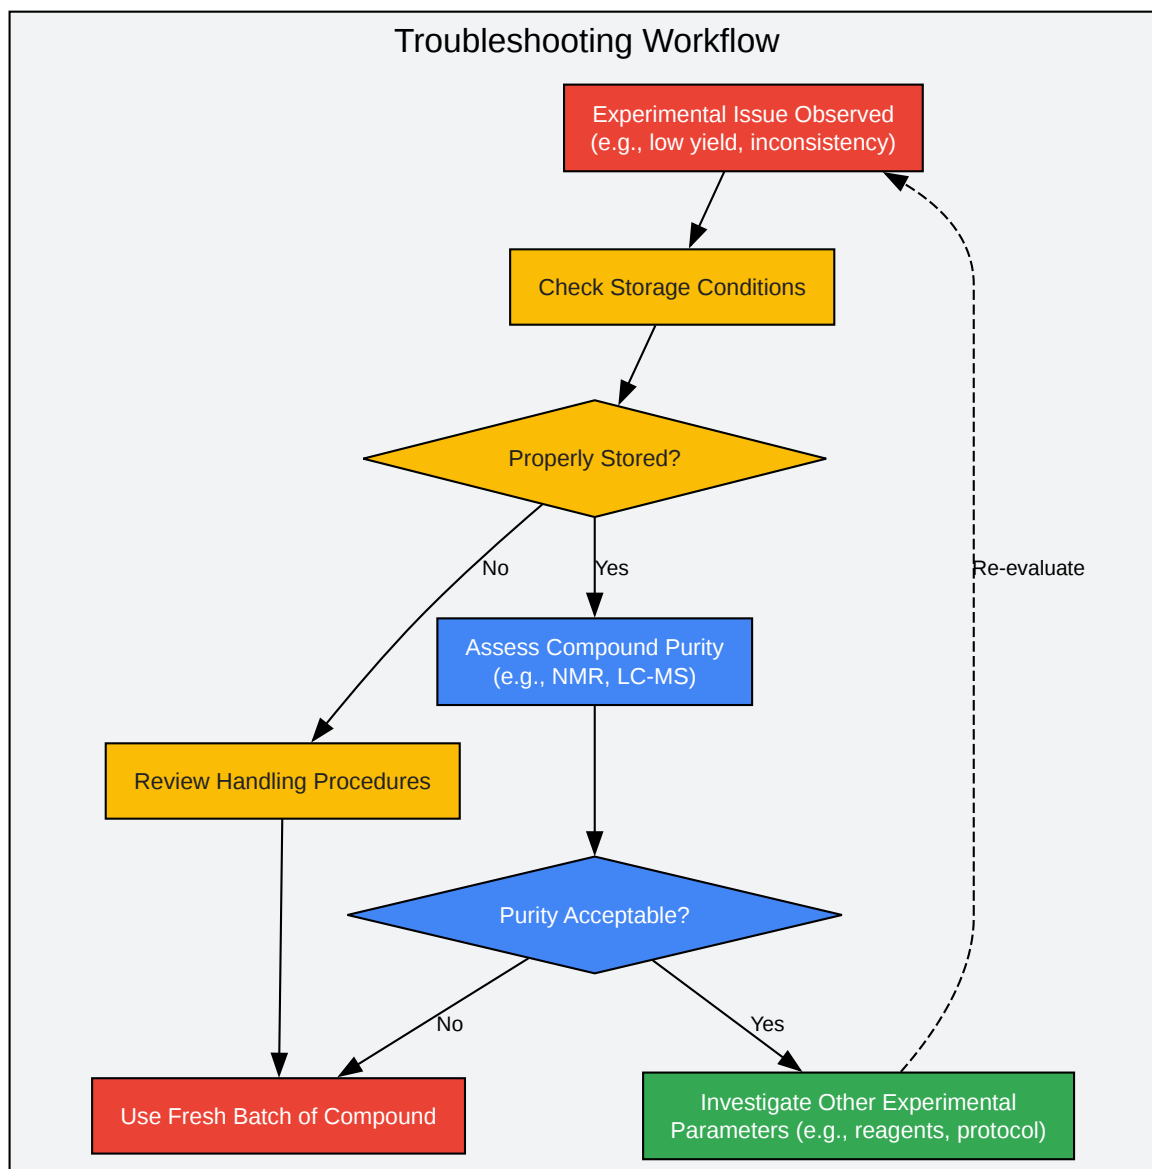 Troubleshooting Workflow
Experimental Issue Observed
(e.g., low yield, inconsistency)
Check Storage Conditions
Properly Stored?
No
Yes
Re-evaluate
Assess Compound Purity
(e.g., NMR, LC-MS)
Review Handling Procedures
Purity Acceptable?
No
Yes
Use Fresh Batch of Compound
Investigate Other Experimental
Parameters (e.g., reagents, protocol)